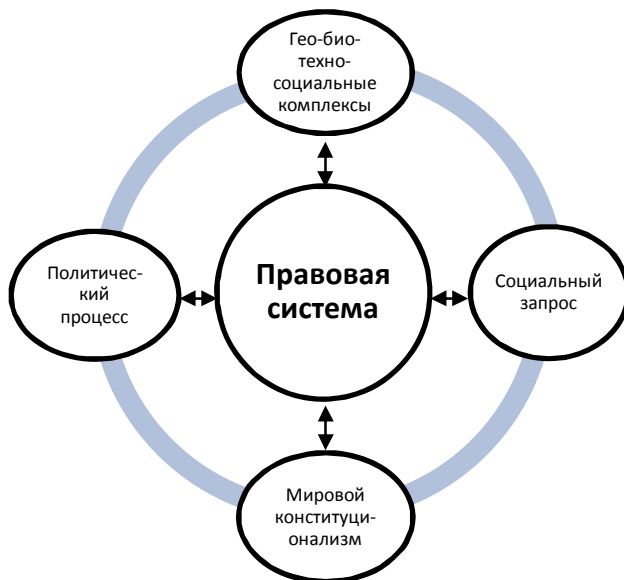 Гео-био-
техно-
социальные
комплексы
Политичес-
кий
процесс
Правовая
система
Социальный
запрос
Мировой
конституци-
онализм